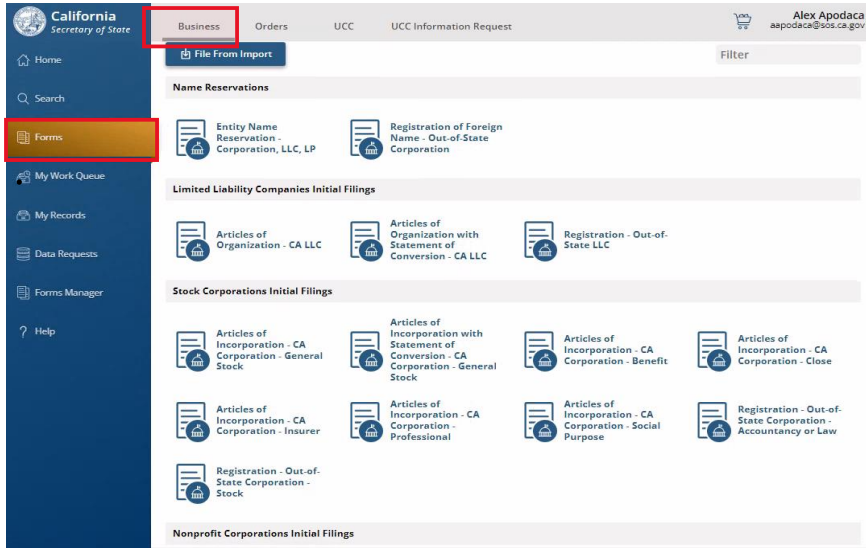 California
Secretary of State
Business
Orders
UCC
UCC Information Request
Alex Apodaca
aapodaca@sos.ca.gov
Home
Search
Forms
My Work Queue
My Records
Data Requests
Forms Manager
? Help
File From Import
Filter
Name Reservations
Entity Name
Reservation -
Corporation, LLC, LP
Registration of Foreign
Name - Out-of-State
Corporation
Limited Liability Companies Initial Filings
Articles of
Organization - CA LLC
Articles of
Organization with
Statement of
Conversion - CA LLC
Registration - Out-of-
State LLC
Stock Corporations Initial Filings
Articles of
Incorporation - CA
Corporation - General
Stock
Articles of
Incorporation with
Statement of
Conversion - CA
Corporation - General
Stock
Articles of
Incorporation - CA
Corporation - Benefit
Articles of
Incorporation - CA
Corporation - Close
Articles of
Incorporation - CA
Corporation - Insurer
Articles of
Incorporation - CA
Corporation -
Professional
Articles of
Incorporation - CA
Corporation - Social
Purpose
Registration - Out-of-
State Corporation -
Accountancy or Law
Registration - Out-of-
State Corporation -
Stock
Nonprofit Corporations Initial Filings